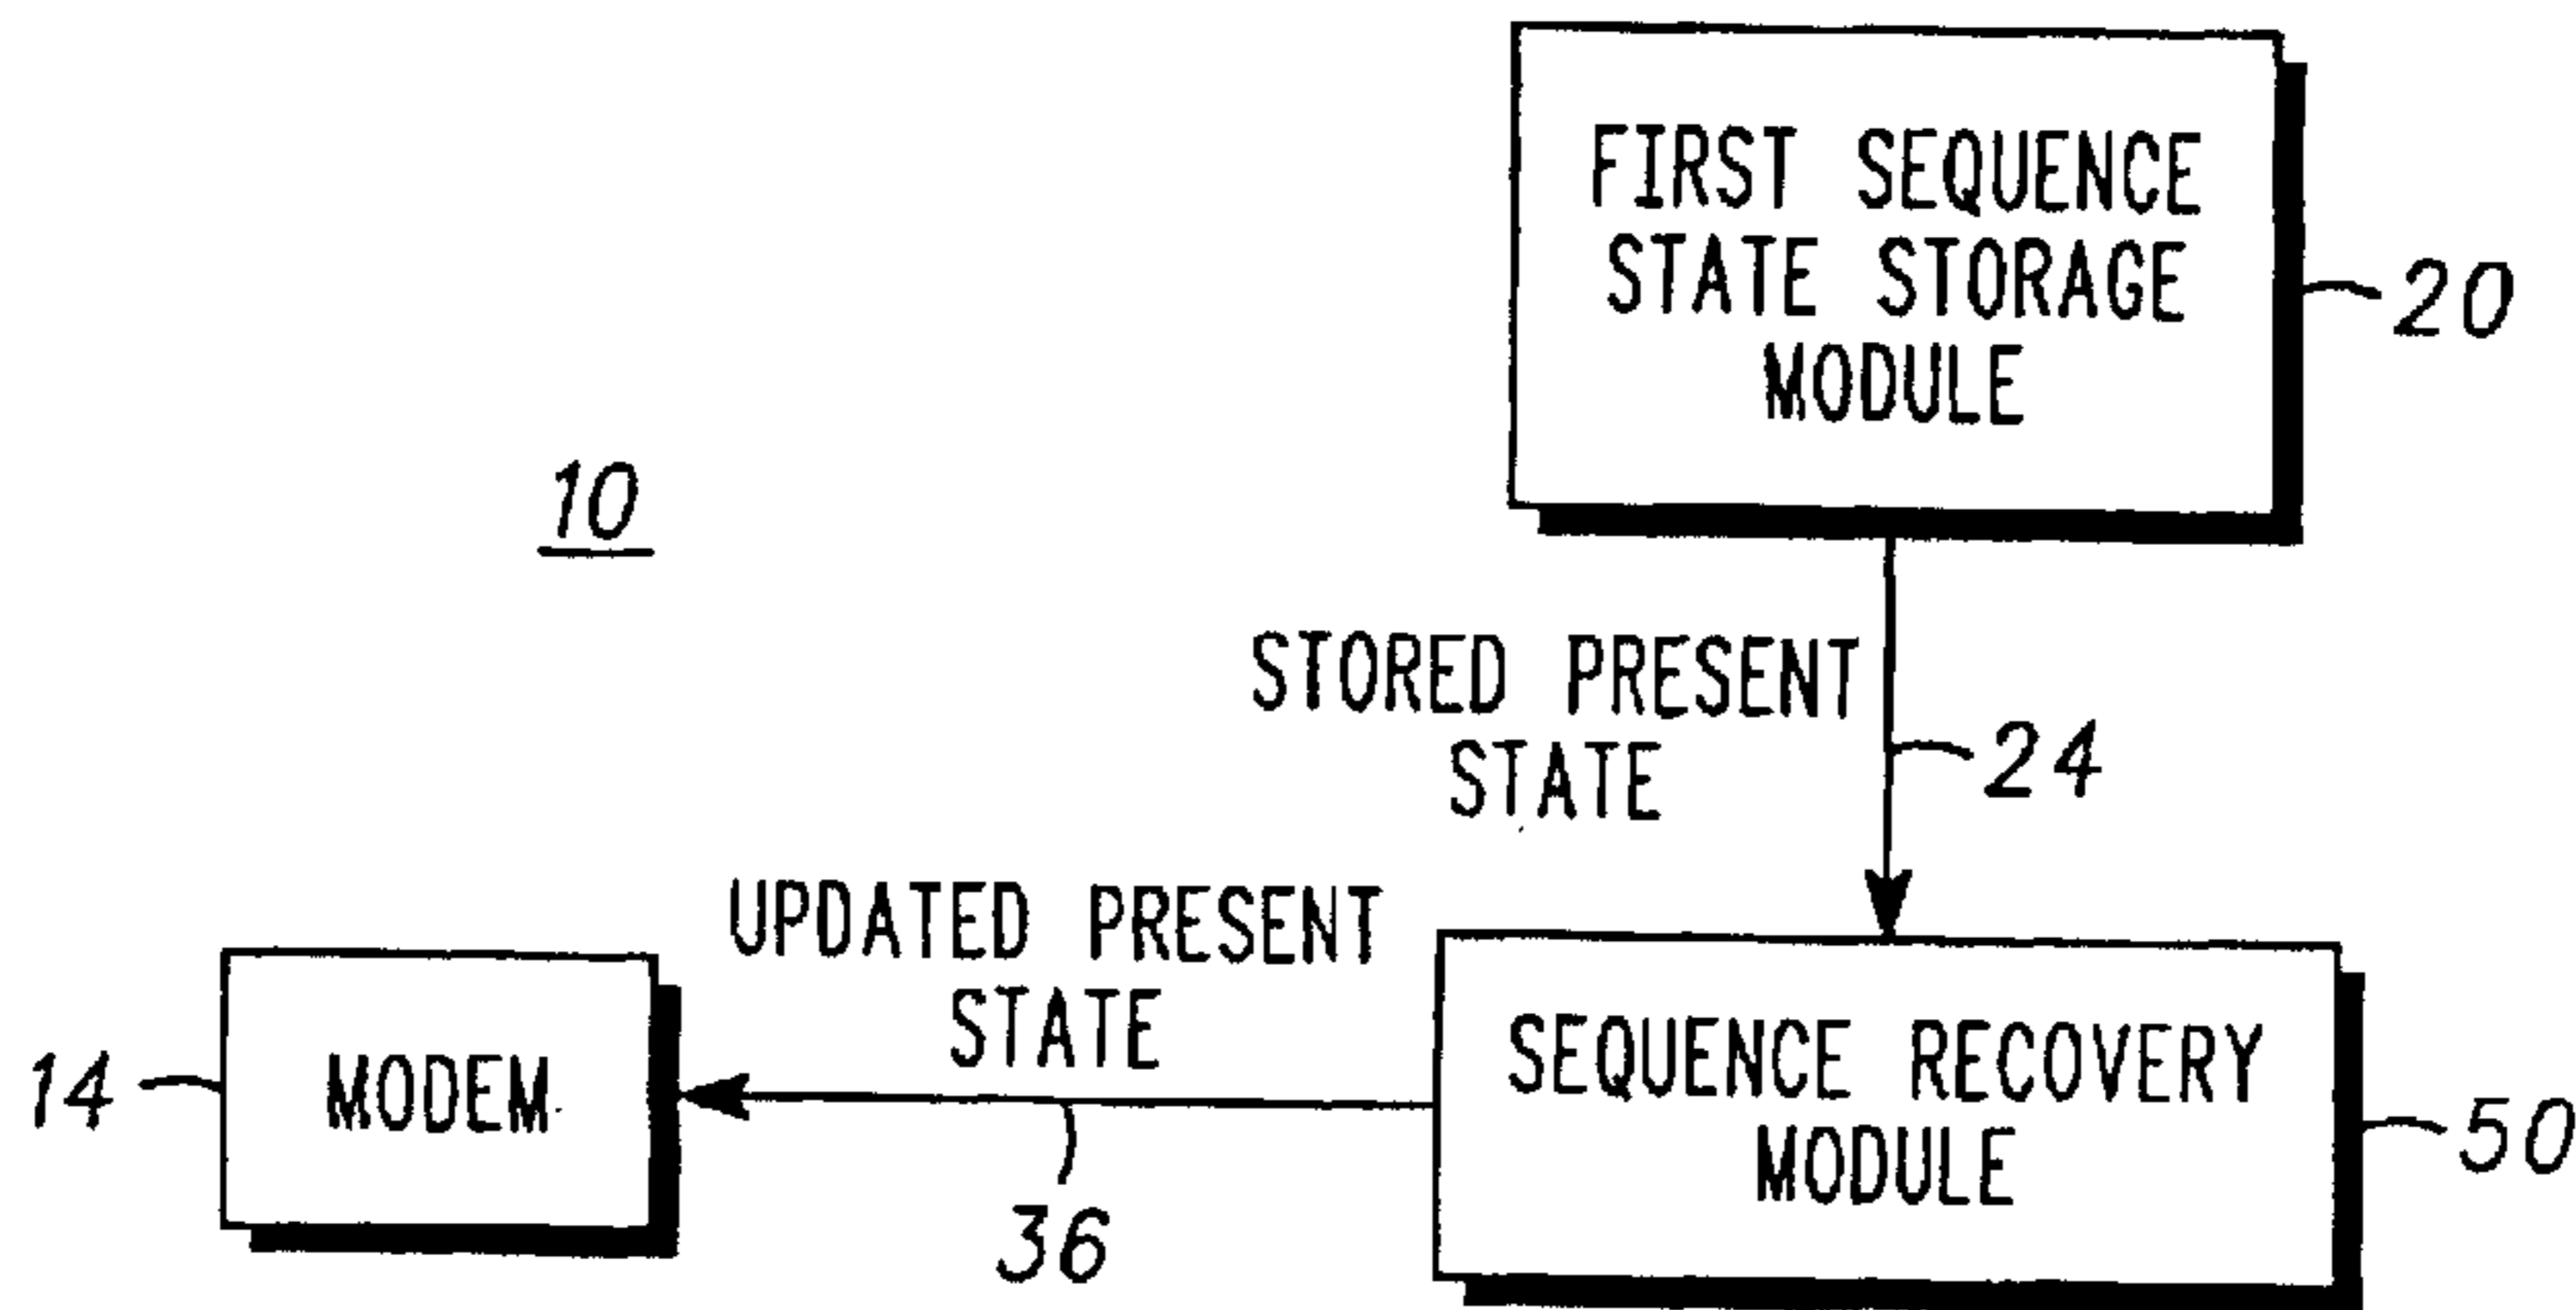 FIRST SEQUENCE
STATE STORAGE
MODULE
20
10
STORED PRESENT
STATE
24
UPDATED PRESENT
STATE
36
14
MODEM
SEQUENCE RECOVERY
MODULE
50